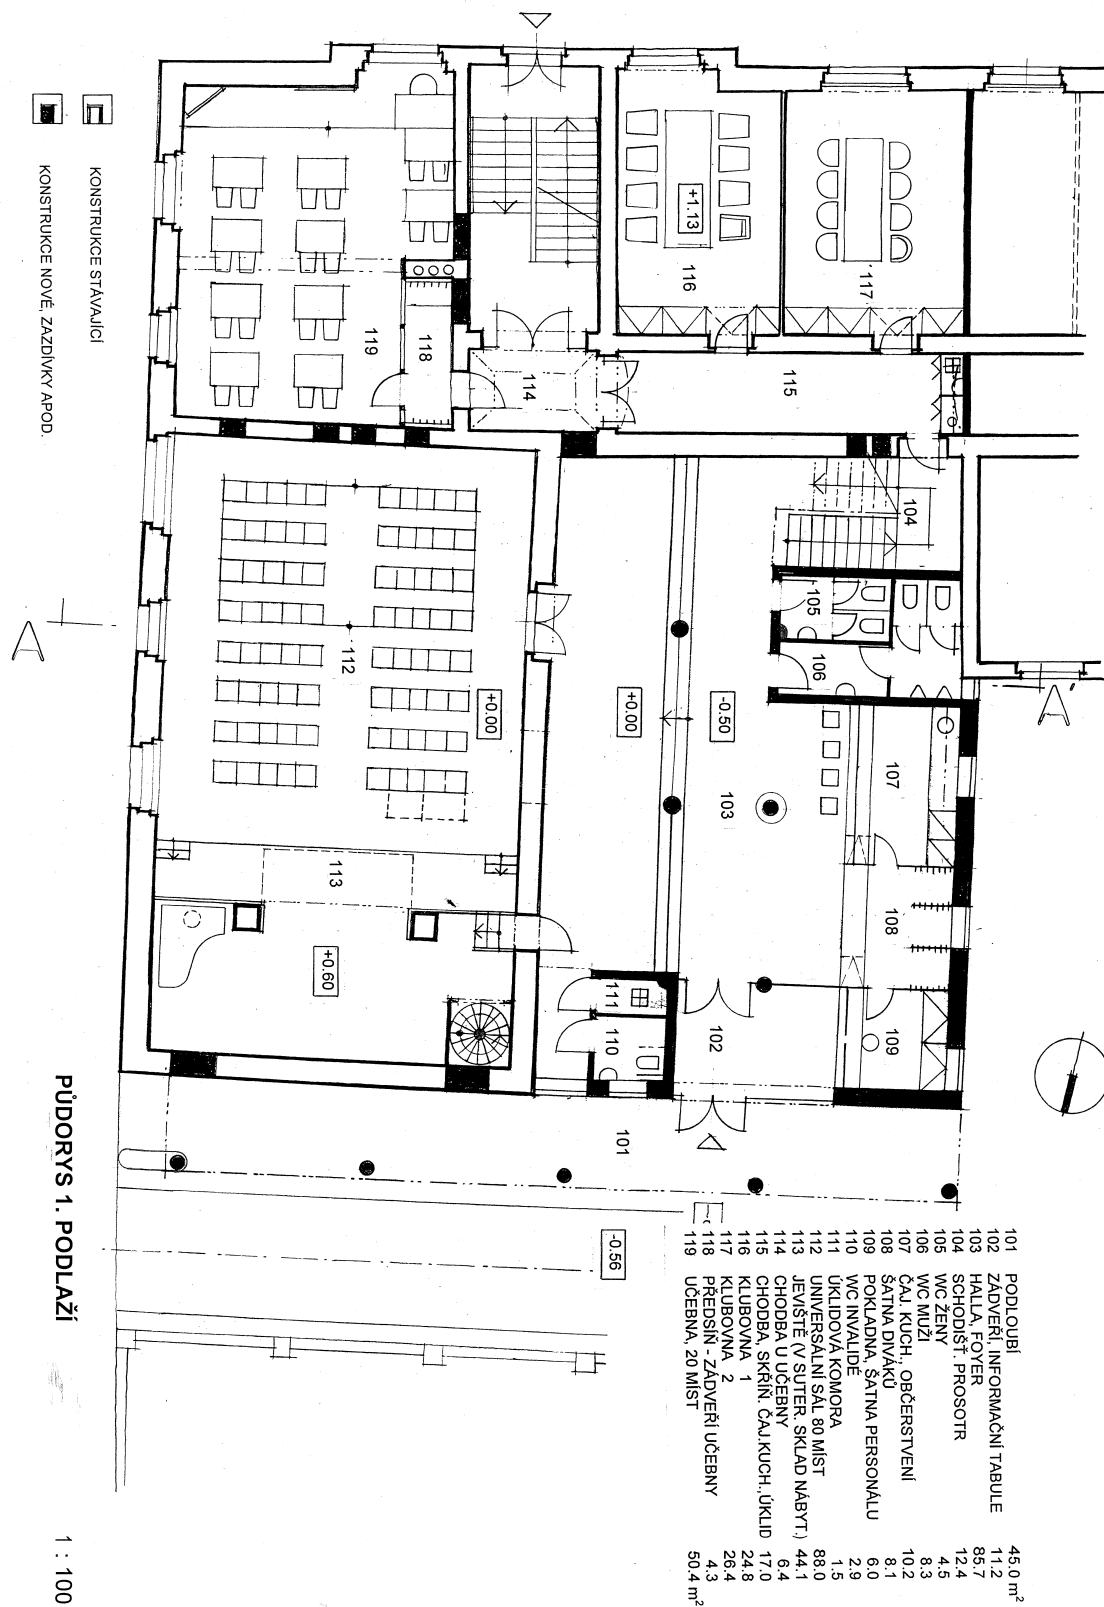 KONSTRUKCE STÁVAJÍCÍ
KONSTRUKCE NOVÉ, ZAZDÍVKY APOD.
119
118
114
116
+1.13
117
115
104
105
106
112
+0.00
+0.00
-0.50
103
107
108
109
113
+0.60
111
110
102
101
-0.56
A
A
101 PODLOUBÍ 45.0 m²
102 ZÁDVEŘÍ, INFORMAČNÍ TABULE 11.2
103 HALLA, FOYER 85.7
104 SCHODIŠŤ. PROSOTR 12.4
105 WC ŽENY 4.5
106 WC MUŽI 8.3
107 ČAJ. KUCH., OBČERSTVENÍ 10.2
108 ŠATNA DIVÁKŮ 8.1
109 POKLADNA, ŠATNA PERSONÁLU 6.0
110 WC INVALIDÉ 2.9
111 ÚKLIDOVÁ KOMORA 1.5
112 UNIVERSÁLNÍ SÁL 80 MÍST 88.0
113 JEVIŠTĚ (V SUTER. SKLAD NÁBYT.) 44.1
114 CHODBA U UČEBNY 6.4
115 CHODBA, SKŘÍŇ. ČAJ.KUCH.,ÚKLID 17.0
116 KLUBOVNA 1 24.8
117 KLUBOVNA 2 26.4
118 PŘEDSÍŇ - ZÁDVEŘÍ UČEBNY 4.3
119 UČEBNA, 20 MÍST 50.4 m²
PŮDORYS 1. PODLAŽÍ
1 : 100